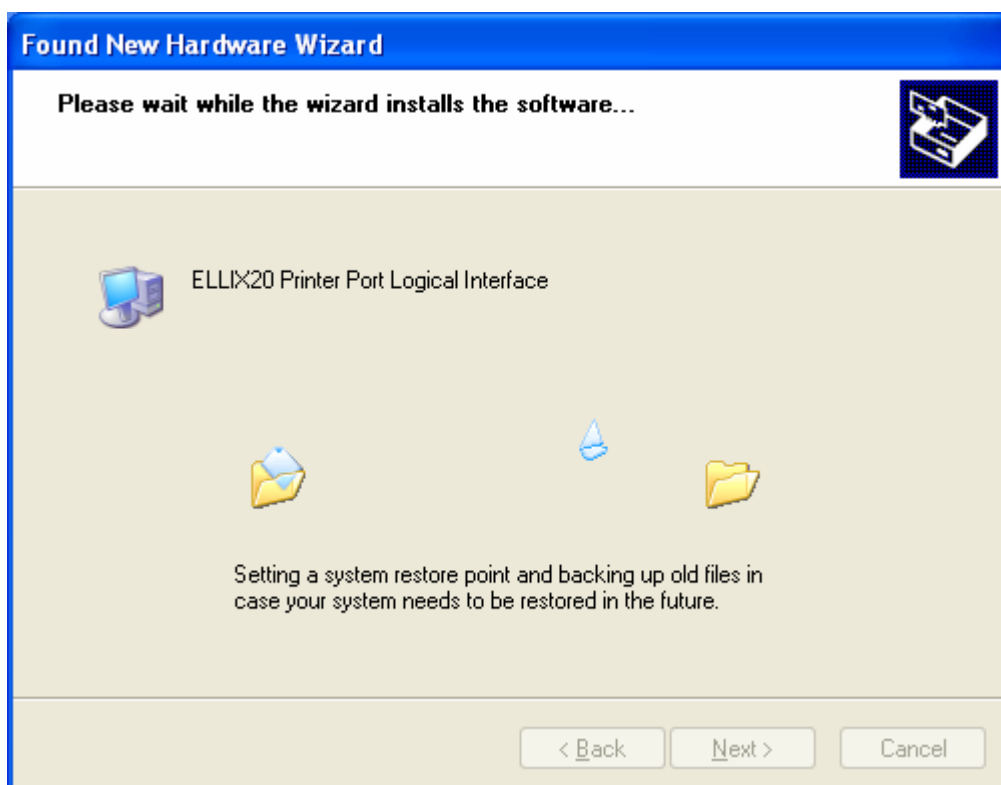 Found New Hardware Wizard
Please wait while the wizard installs the software...
ELLIX20 Printer Port Logical Interface
Setting a system restore point and backing up old files in
case your system needs to be restored in the future.
< Back Next > Cancel